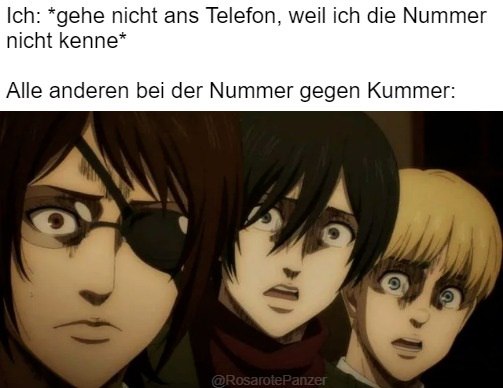 Ich: *gehe nicht ans Telefon, weil ich die Nummer
nicht kenne*
Alle anderen bei der Nummer gegen Kummer:
@RosarotePanzer